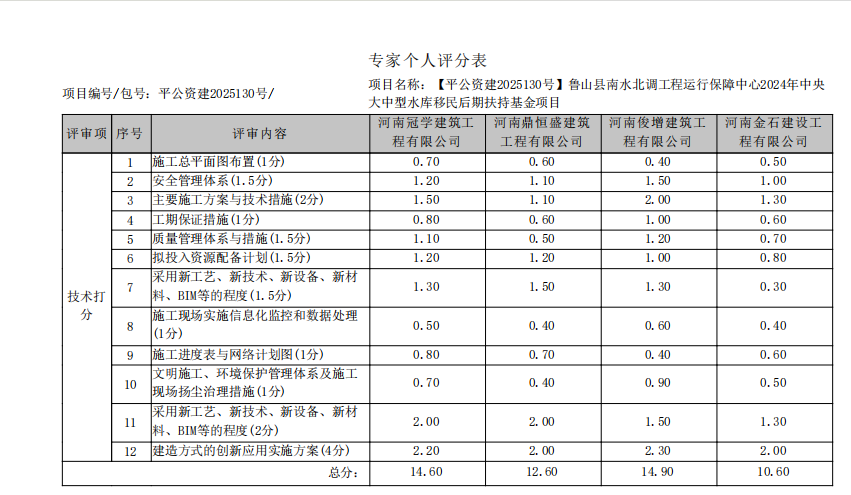 专家个人评分表
项目编号/包号：平公资建2025130号/
项目名称：【平公资建2025130号】鲁山县南水北调工程运行保障中心2024年中央
大中型水库移民后期扶持基金项目
评审项 序号 评审内容 河南冠学建筑工程有限公司 河南鼎恒盛建筑工程有限公司 河南俊增建筑工程有限公司 河南金石建设工程有限公司
技术打分
1 施工总平面图布置(1分) 0.70 0.60 0.40 0.50
2 安全管理体系(1.5分) 1.20 1.10 1.50 1.00
3 主要施工方案与技术措施(2分) 1.50 1.10 2.00 1.30
4 工期保证措施(1分) 0.80 0.60 1.00 0.60
5 质量管理体系与措施(1.5分) 1.10 0.50 1.20 0.70
6 拟投入资源配备计划(1.5分) 1.20 1.20 1.00 0.80
7 采用新工艺、新技术、新设备、新材料、BIM等的程度(1.5分) 1.30 1.50 1.30 0.30
8 施工现场实施信息化监控和数据处理(1分) 0.50 0.40 0.60 0.40
9 施工进度表与网络计划图(1分) 0.80 0.70 0.40 0.60
10 文明施工、环境保护管理体系及施工现场扬尘治理措施(1分) 0.70 0.40 0.90 0.50
11 采用新工艺、新技术、新设备、新材料、BIM等的程度(2分) 2.00 2.00 1.50 1.30
12 建造方式的创新应用实施方案(4分) 2.20 2.00 2.30 2.00
总分： 14.60 12.60 14.90 10.60